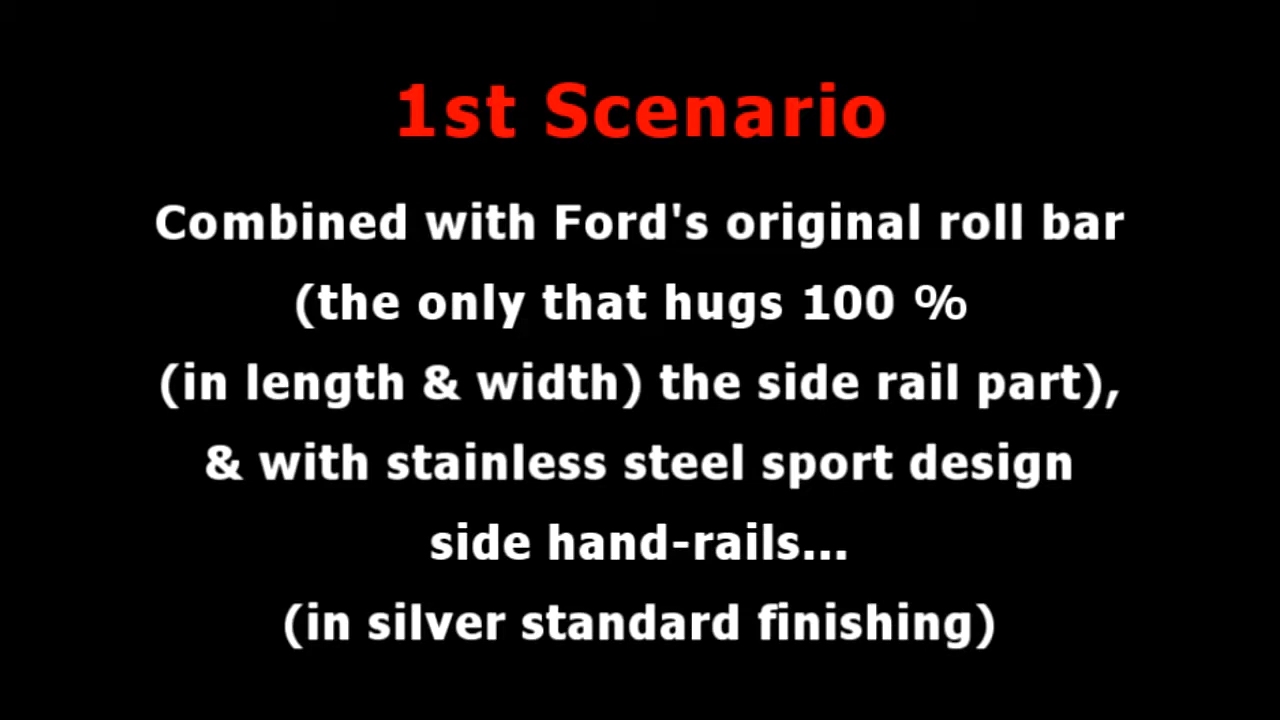 1st Scenario
Combined with Ford's original roll bar
(the only that hugs 100 %
(in length & width) the side rail part),
& with stainless steel sport design
side hand-rails...
(in silver standard finishing)